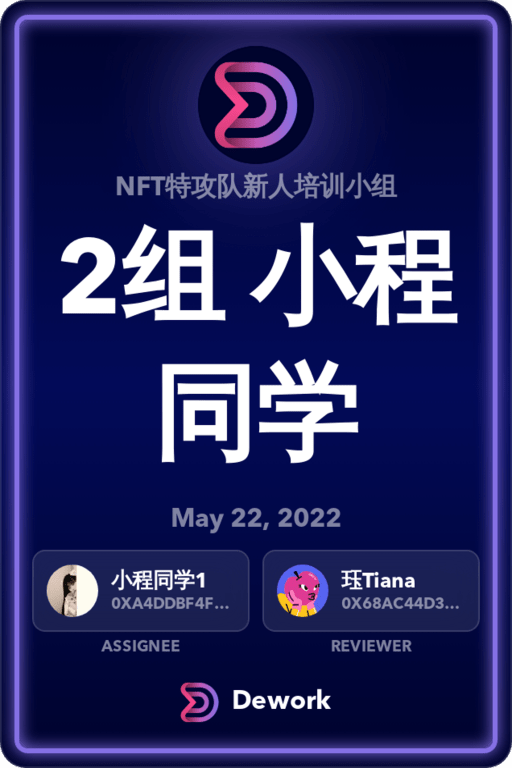 NFT特攻队新人培训小组
2组 小程
同学
May 22, 2022
小程同学1
0XA4DDBF4F...
ASSIGNEE
珏Tiana
0X68AC44D3...
REVIEWER
Dework